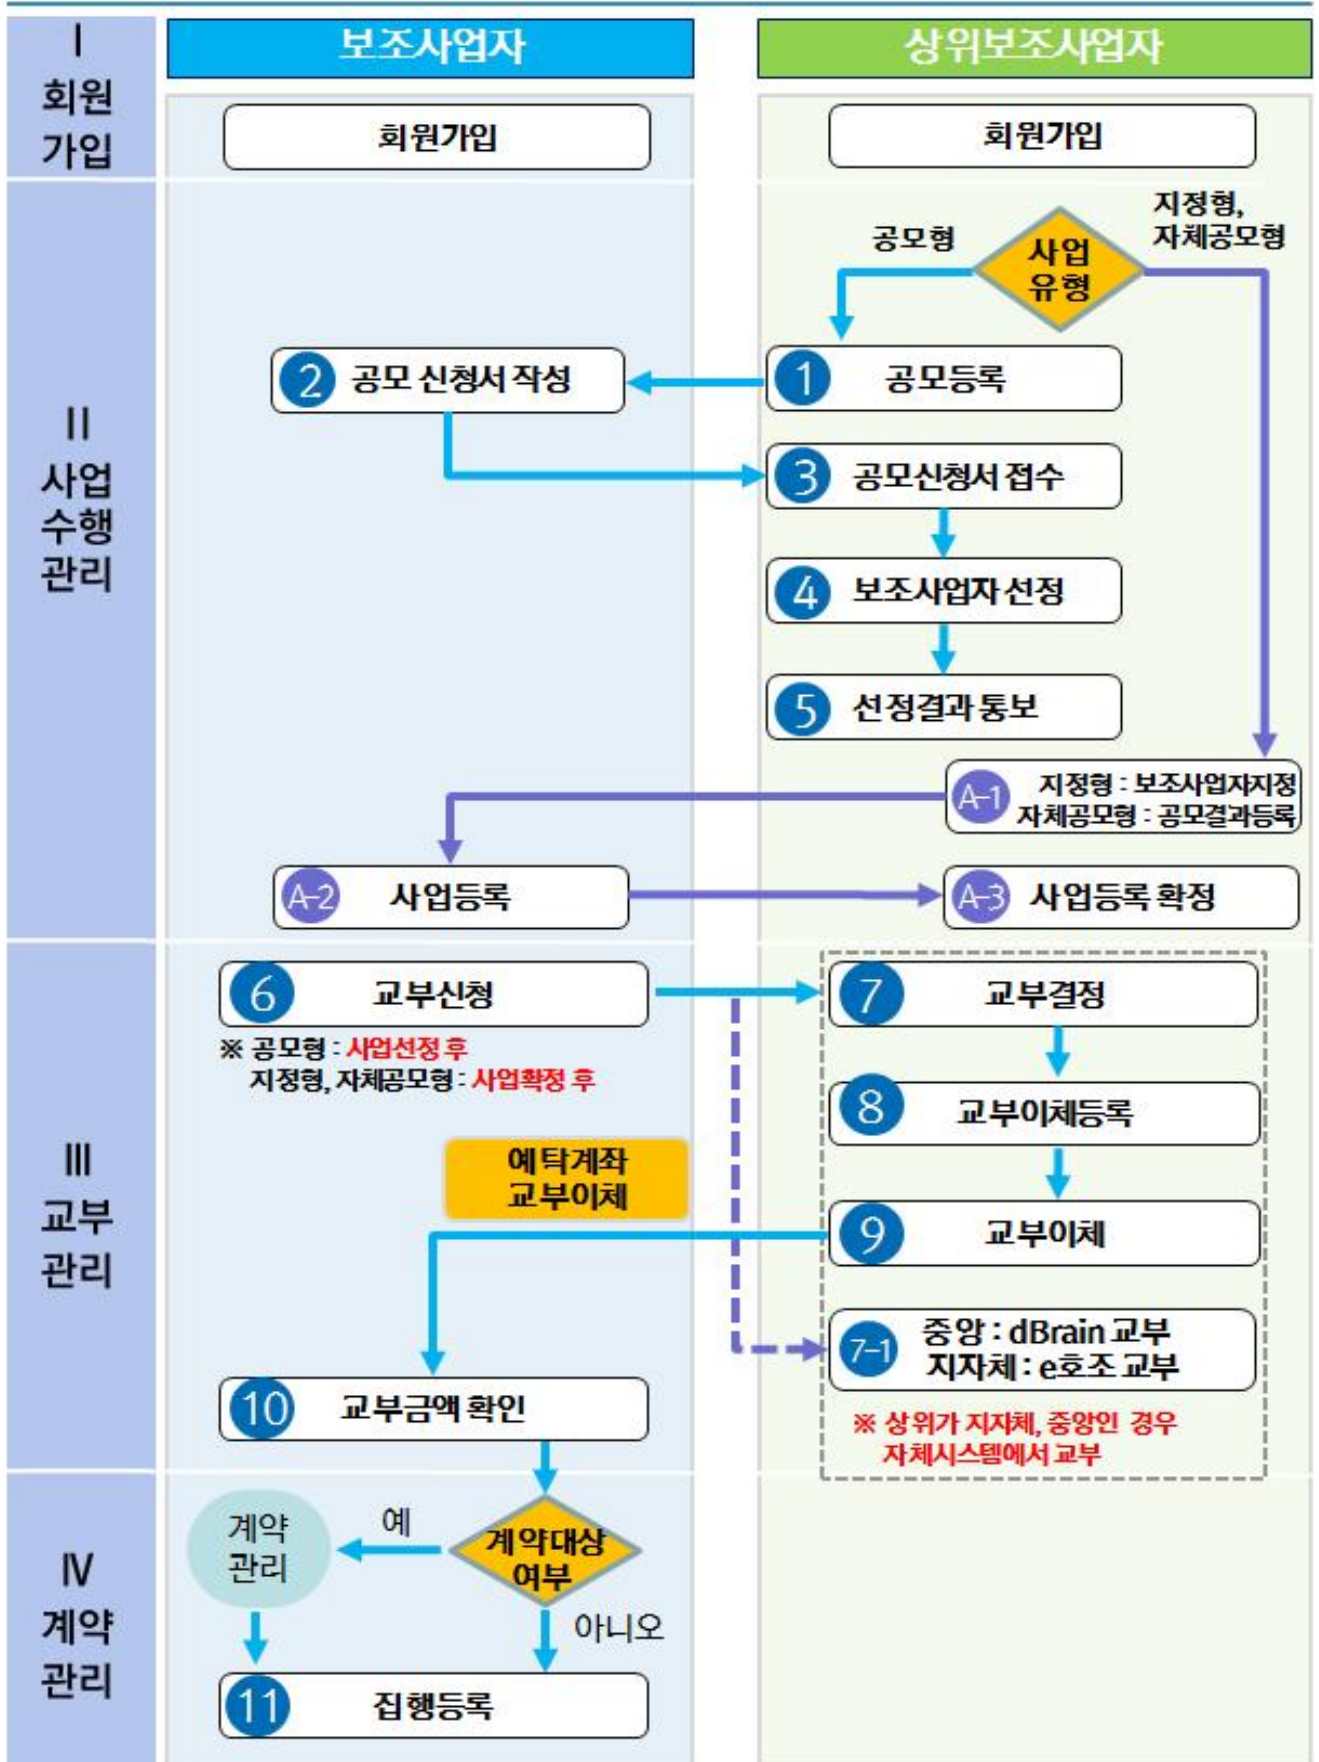 Ⅰ
회원
가입
보조사업자
상위보조사업자
회원가입
회원가입
Ⅱ
사업
수행
관리
공모형
사업
유형
지정형,
자체공모형
1 공모등록
2 공모 신청서 작성
3 공모신청서 접수
4 보조사업자 선정
5 선정결과 통보
A-1 지정형 : 보조사업자지정
자체공모형 : 공모결과등록
A-2 사업등록
A-3 사업등록 확정
Ⅲ
교부
관리
6 교부신청
※ 공모형 : 사업선정 후
지정형, 자체공모형 : 사업확정 후
7 교부결정
8 교부이체등록
예탁계좌
교부이체
9 교부이체
7-1 중앙 : dBrain 교부
지자체 : e호조 교부
※ 상위가 지자체, 중앙인 경우
자체시스템에서 교부
10 교부금액 확인
Ⅳ
계약
관리
계약
관리
예
계약대상
여부
아니오
11 집행등록